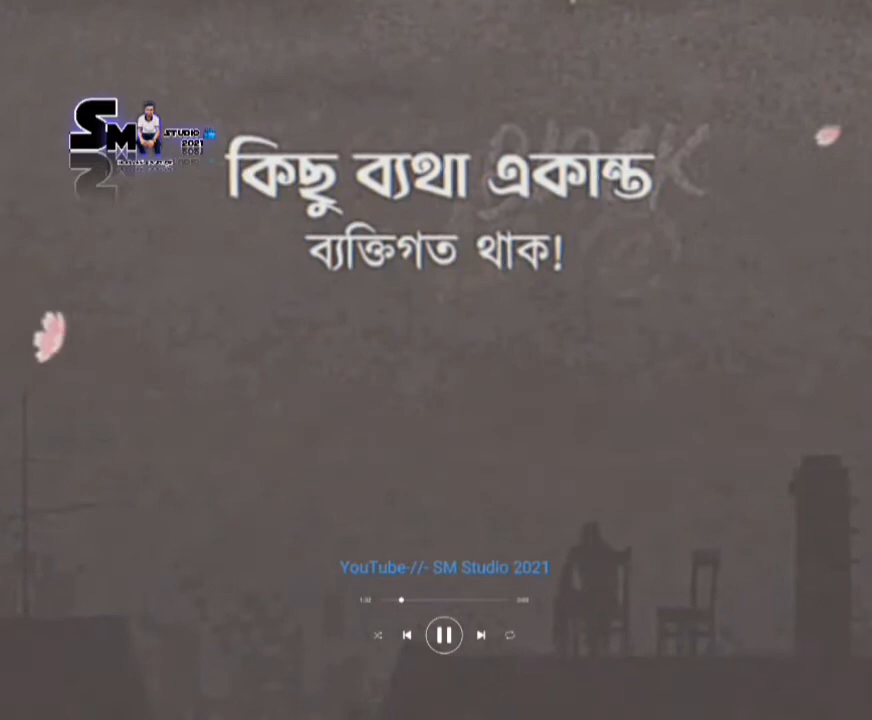 SM
STUDIO
2021
কিছু ব্যথা একান্ত
ব্যক্তিগত থাক!
YouTube-//- SM Studio 2021